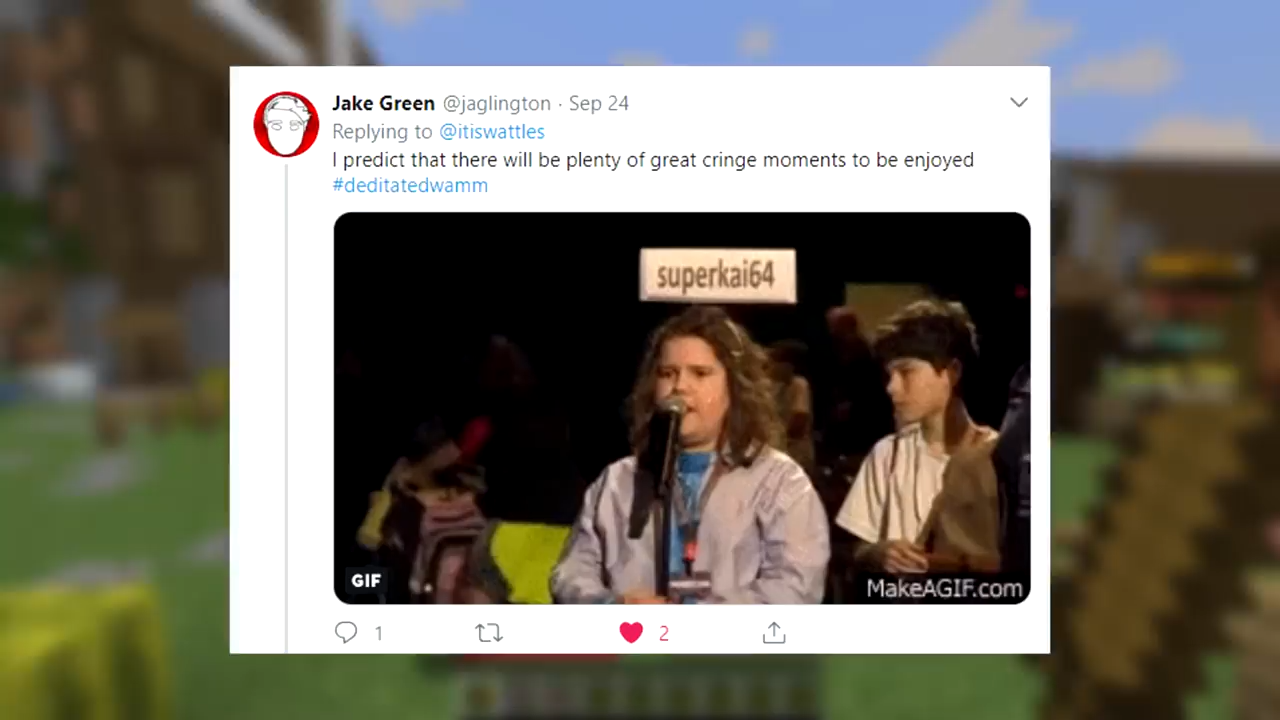 Jake Green @jaglington · Sep 24
Replying to @itiswattles
I predict that there will be plenty of great cringe moments to be enjoyed
#deditatedwamm
superkai64
GIF
MakeAGIF.com
1
2